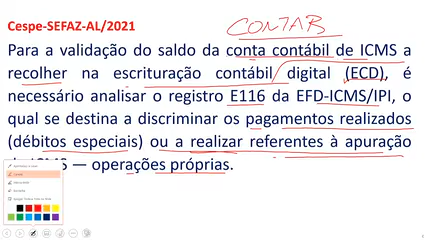 Cespe-SEFAZ-AL/2021
CONTAB
Para a validação do saldo da conta contábil de ICMS a
recolher na escrituração contábil digital (ECD), é
necessário analisar o registro E116 da EFD-ICMS/IPI, o
qual se destina a discriminar os pagamentos realizados
(débitos especiais) ou a realizar referentes à apuração
— operações próprias.